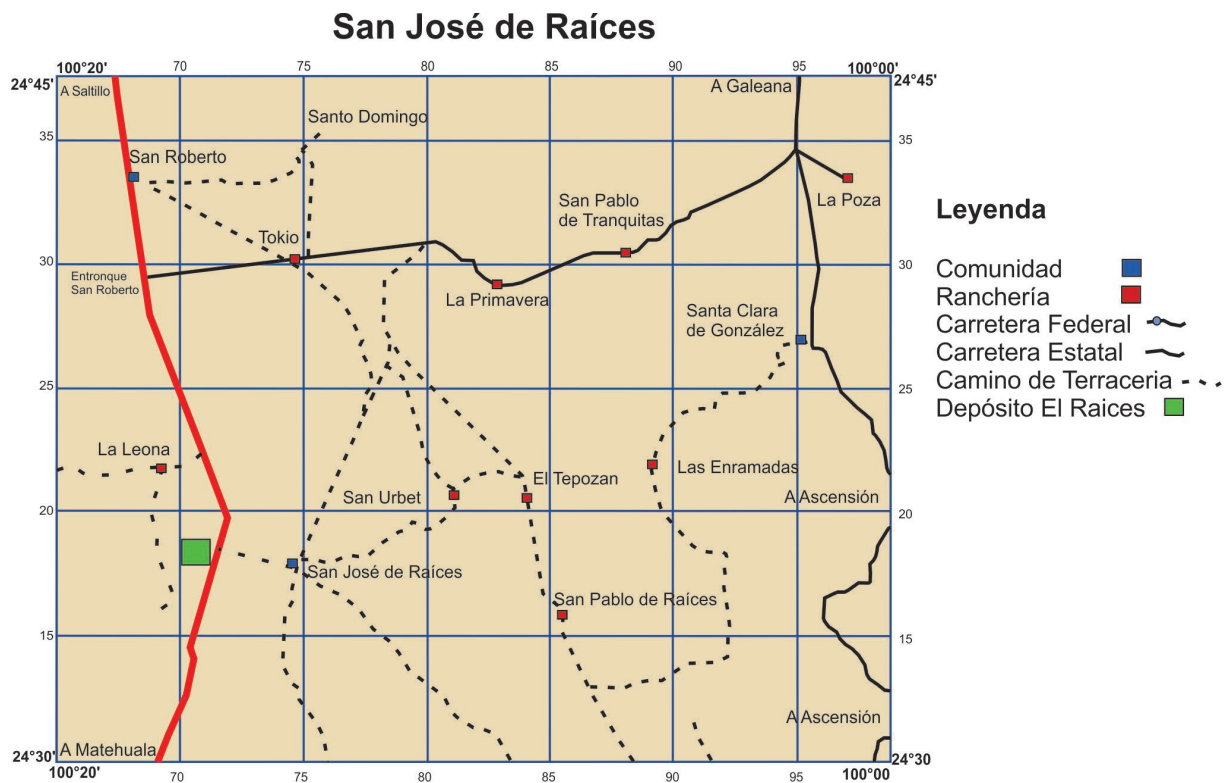 San José de Raíces
100°20' 70 75 80 85 90 95 100°00'
24°45' 24°45'
A Saltillo
A Galeana
Santo Domingo
35 35
San Roberto
San Pablo
de Tranquitas
La Poza
Tokio
30 30
Entronque
San Roberto
La Primavera
Santa Clara
de González
25 25
La Leona
San Urbet
El Tepozan
Las Enramadas
A Ascensión
20 20
San José de Raíces
San Pablo de Raíces
15 15
A Ascensión
A Matehuala
24°30' 24°30
100°20' 70 75 80 85 90 95 100°00'
Leyenda
Comunidad
Ranchería
Carretera Federal
Carretera Estatal
Camino de Terraceria
Depósito El Raices